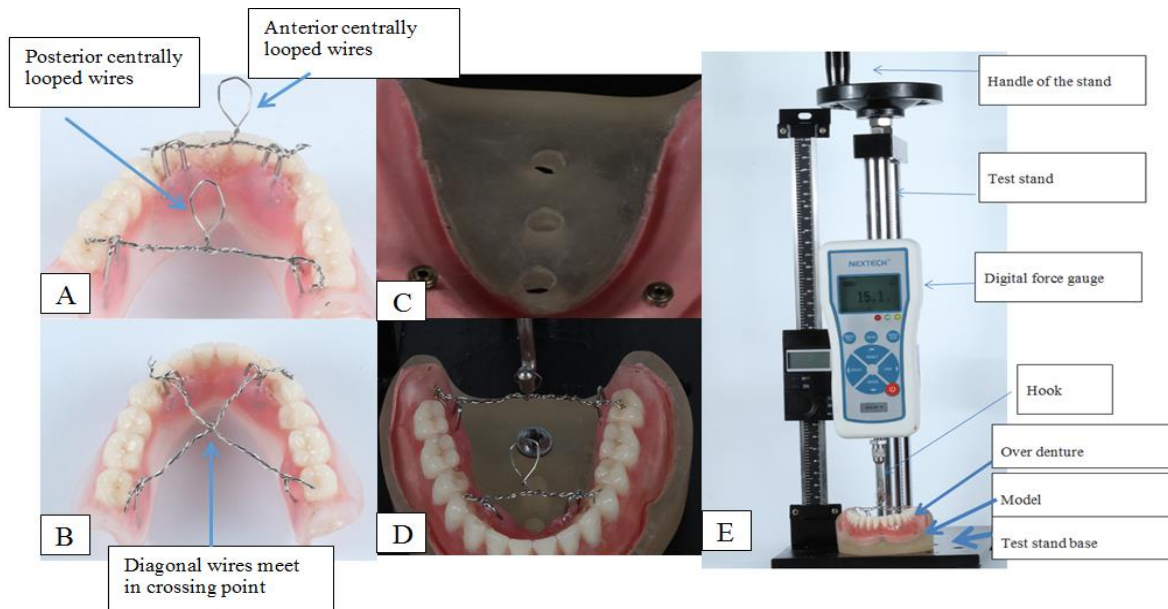 Anterior centrally
looped wires
Posterior centrally
looped wires
A
B
Diagonal wires meet
in crossing point
C
D
E
Handle of the stand
Test stand
NEXTECH
15.1.
Digital force gauge
Hook
Over denture
Model
Test stand base